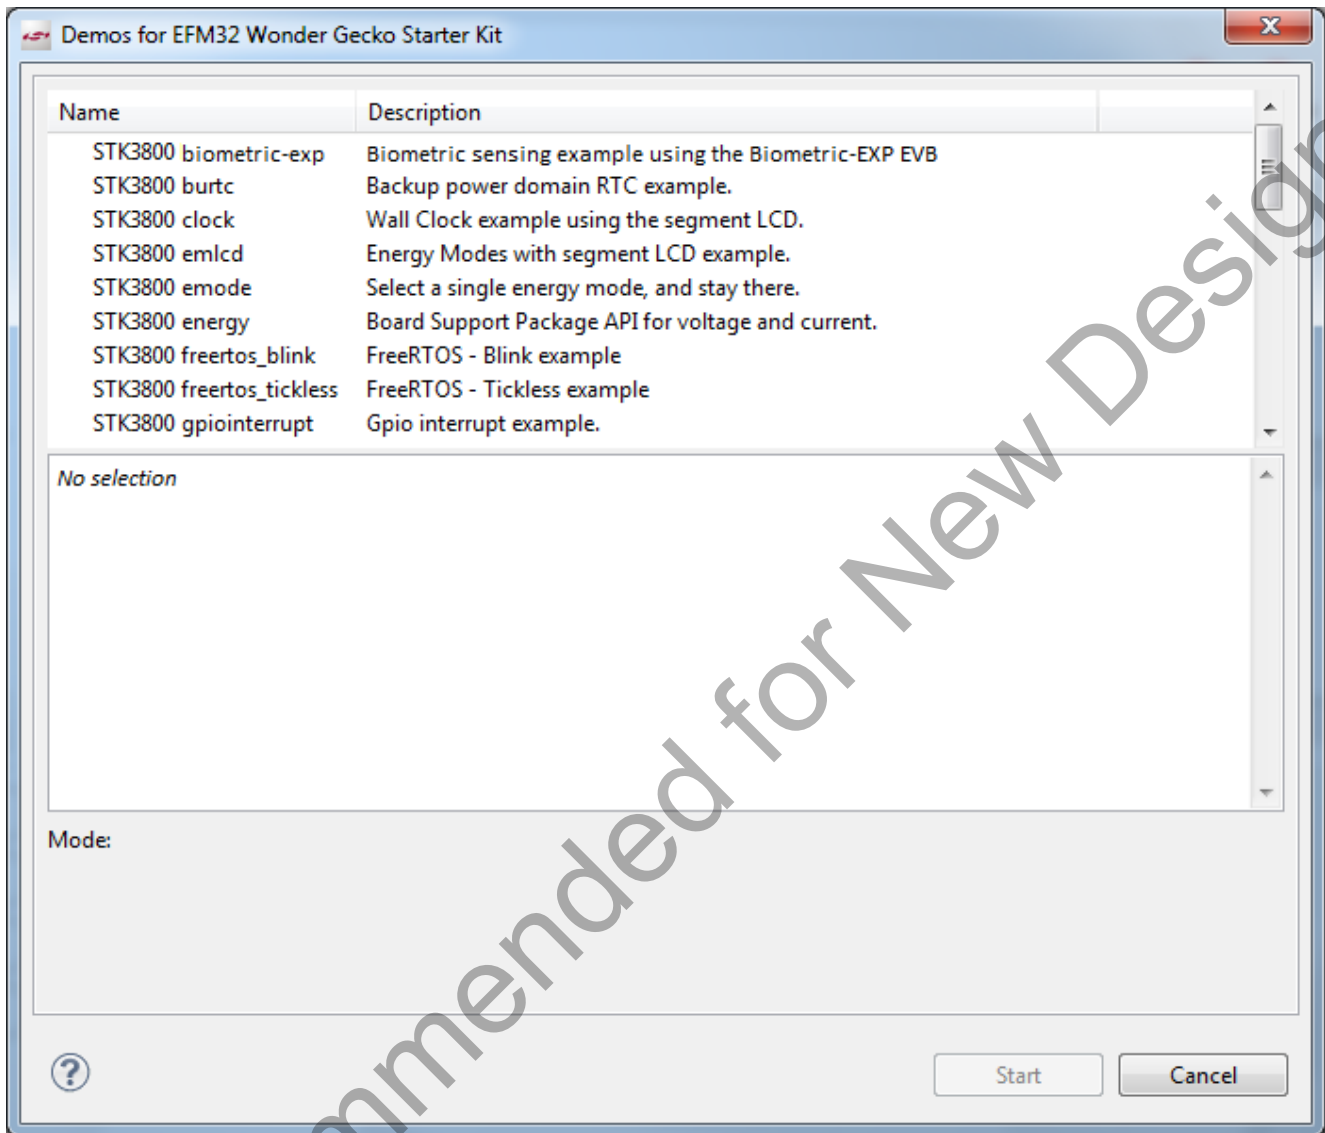 Demos for EFM32 Wonder Gecko Starter Kit
Name Description
STK3800 biometric-exp Biometric sensing example using the Biometric-EXP EVB
STK3800 burtc Backup power domain RTC example.
STK3800 clock Wall Clock example using the segment LCD.
STK3800 emlcd Energy Modes with segment LCD example.
STK3800 emode Select a single energy mode, and stay there.
STK3800 energy Board Support Package API for voltage and current.
STK3800 freertos_blink FreeRTOS - Blink example
STK3800 freertos_tickless FreeRTOS - Tickless example
STK3800 gpiointerrupt Gpio interrupt example.
No selection
Mode:
? Start Cancel
mmended for New Design